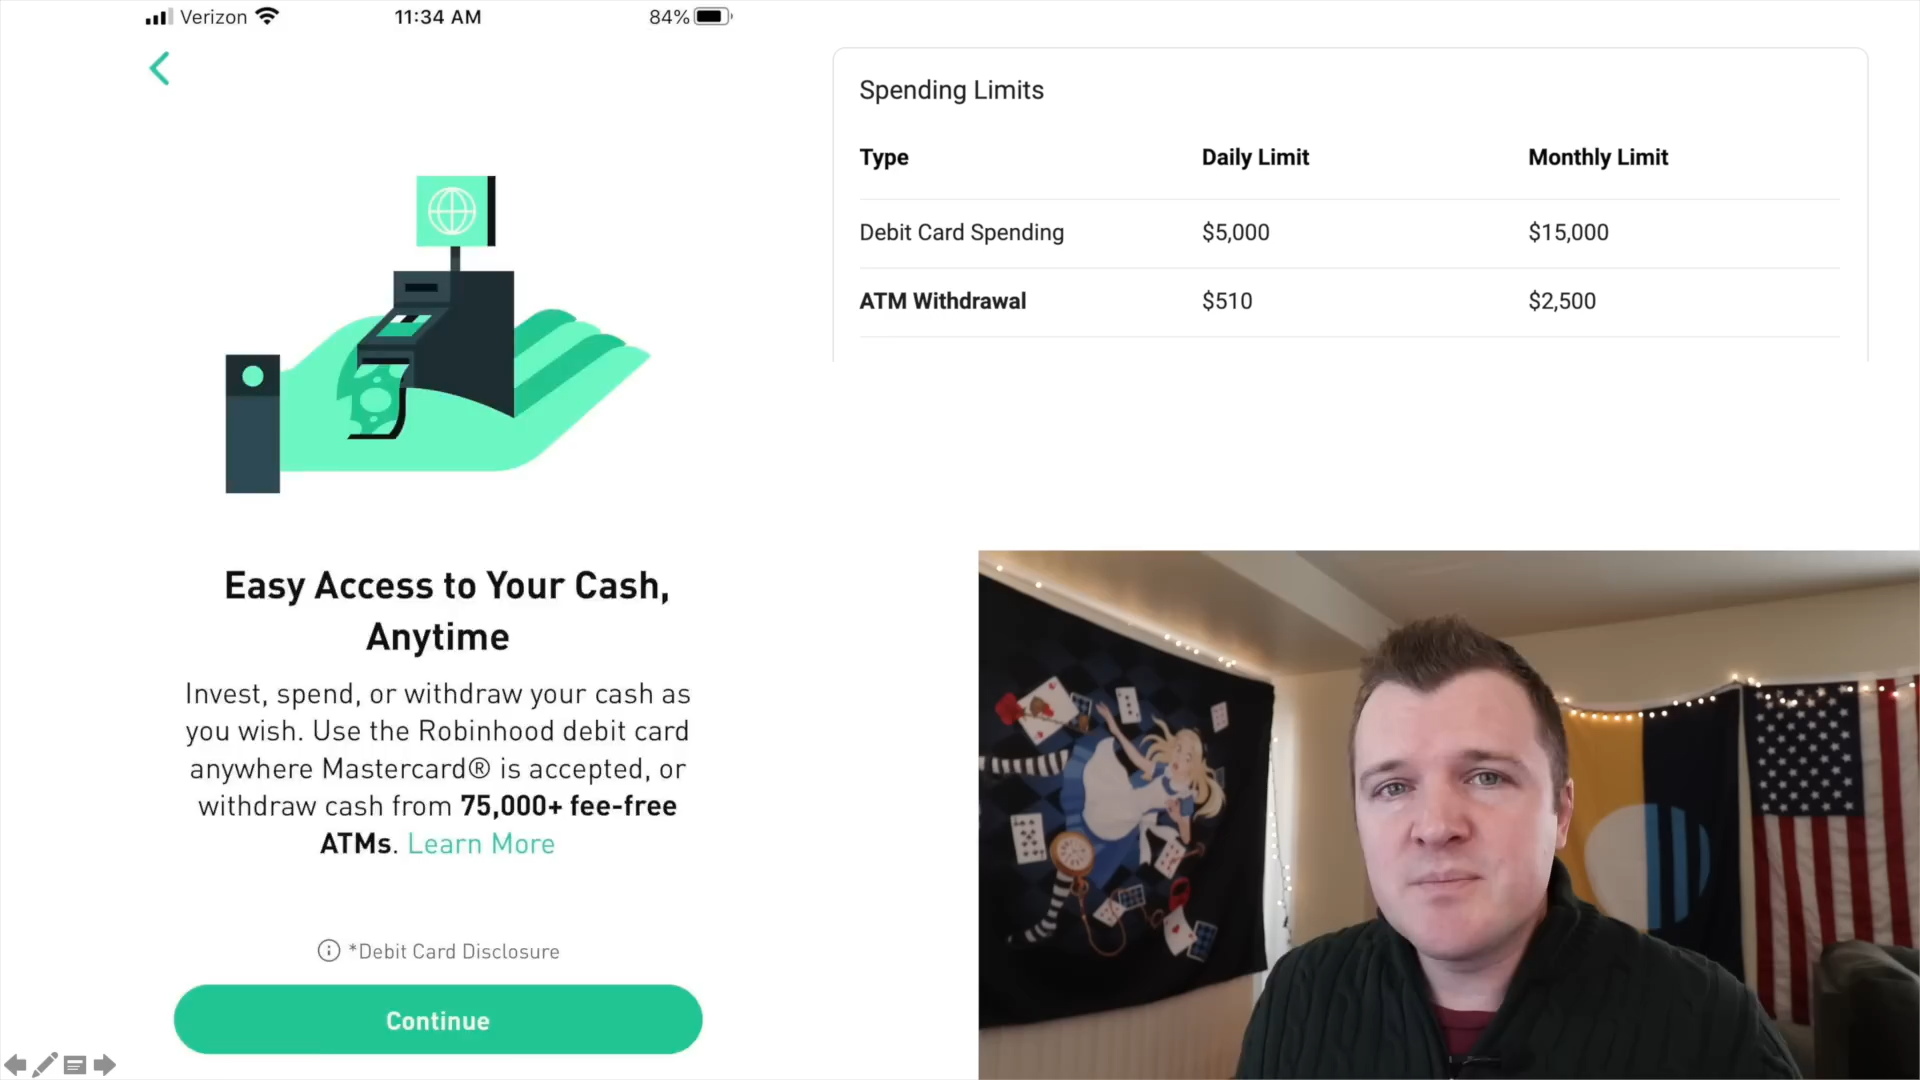 Verizon 11:34 AM 84%
Easy Access to Your Cash,
Anytime
Invest, spend, or withdraw your cash as
you wish. Use the Robinhood debit card
anywhere Mastercard® is accepted, or
withdraw cash from 75,000+ fee-free
ATMs. Learn More
*Debit Card Disclosure
Continue
Spending Limits
Type Daily Limit Monthly Limit
Debit Card Spending $5,000 $15,000
ATM Withdrawal $510 $2,500